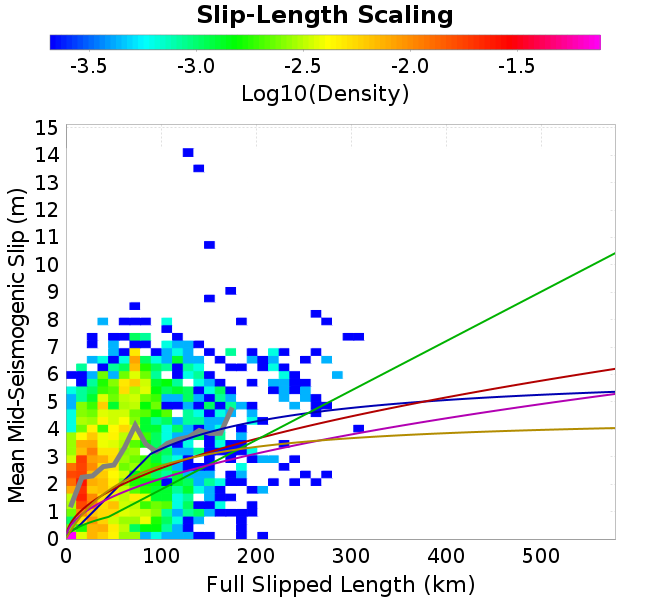 Slip-Length Scaling
-3.5 -3.0 -2.5 -2.0 -1.5
Log10(Density)
15
14
13
12
11
10
9
8
7
6
5
4
3
2
1
0
Mean Mid-Seismogenic Slip (m)
0 100 200 300 400 500
Full Slipped Length (km)